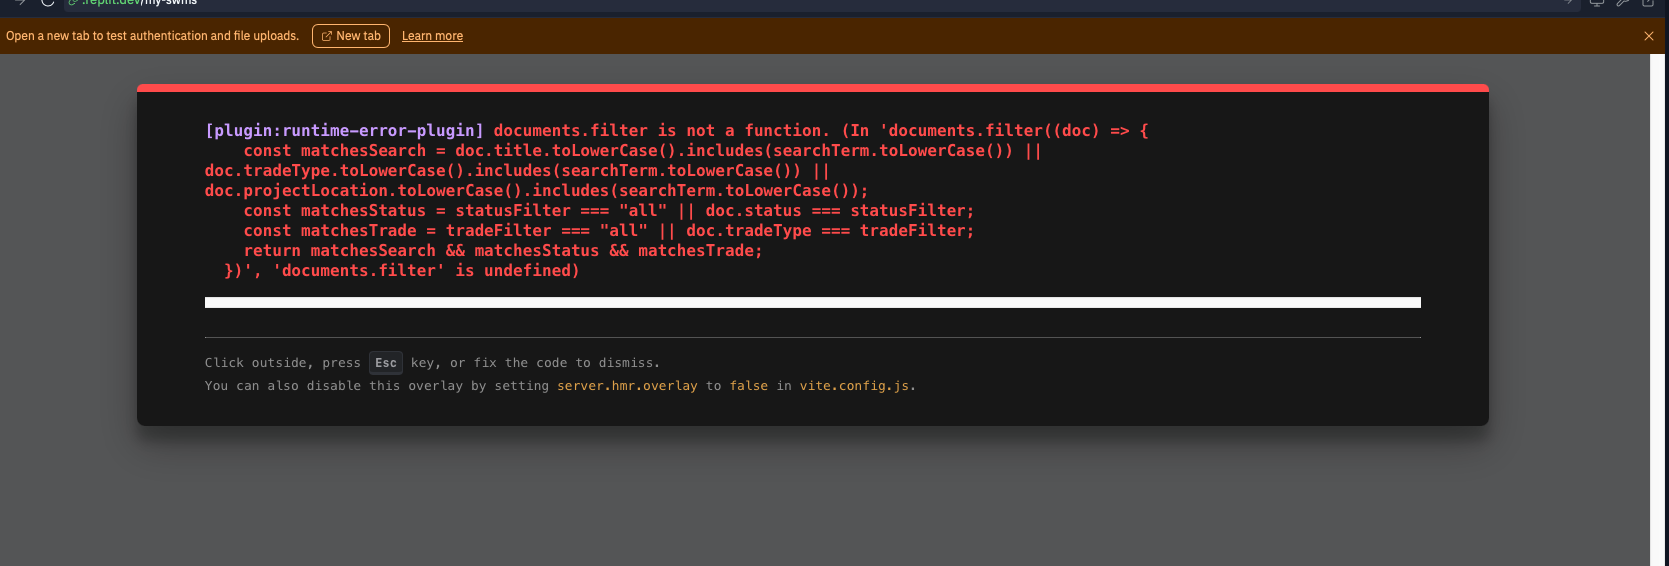 .replit.dev/my-swms
Open a new tab to test authentication and file uploads. New tab Learn more
[plugin:runtime-error-plugin] documents.filter is not a function. (In 'documents.filter((doc) => {
const matchesSearch = doc.title.toLowerCase().includes(searchTerm.toLowerCase()) ||
doc.tradeType.toLowerCase().includes(searchTerm.toLowerCase()) ||
doc.projectLocation.toLowerCase().includes(searchTerm.toLowerCase());
const matchesStatus = statusFilter === "all" || doc.status === statusFilter;
const matchesTrade = tradeFilter === "all" || doc.tradeType === tradeFilter;
return matchesSearch && matchesStatus && matchesTrade;
})', 'documents.filter' is undefined)
Click outside, press Esc key, or fix the code to dismiss.
You can also disable this overlay by setting server.hmr.overlay to false in vite.config.js.